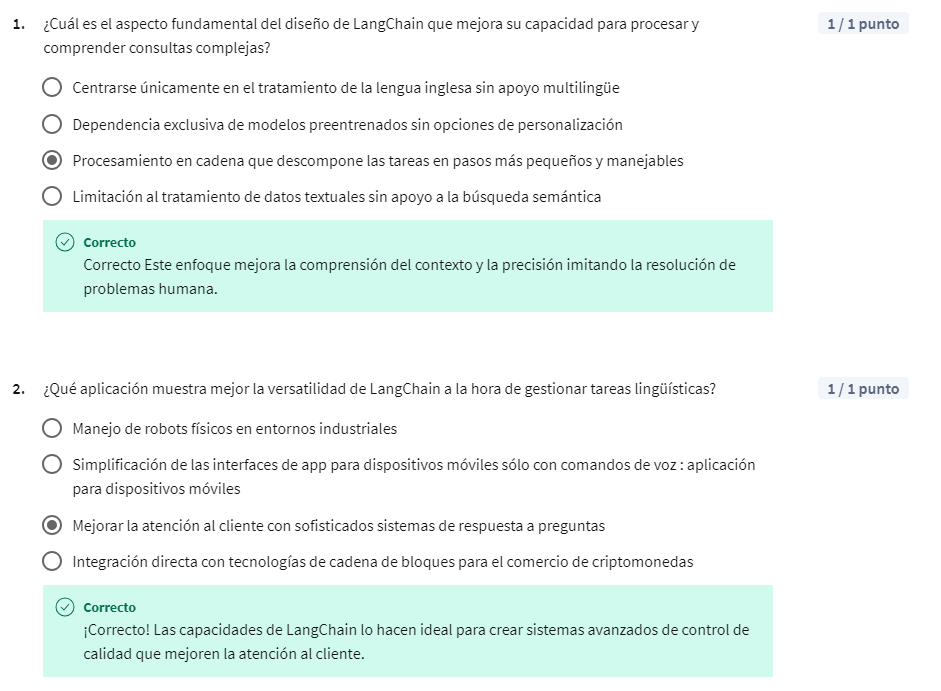 1. ¿Cuál es el aspecto fundamental del diseño de LangChain que mejora su capacidad para procesar y
comprender consultas complejas?
1 / 1 punto
Centrarse únicamente en el tratamiento de la lengua inglesa sin apoyo multilingüe
Dependencia exclusiva de modelos preentrenados sin opciones de personalización
Procesamiento en cadena que descompone las tareas en pasos más pequeños y manejables
Limitación al tratamiento de datos textuales sin apoyo a la búsqueda semántica
Correcto
Correcto Este enfoque mejora la comprensión del contexto y la precisión imitando la resolución de
problemas humana.
2. ¿Qué aplicación muestra mejor la versatilidad de LangChain a la hora de gestionar tareas lingüísticas?
1 / 1 punto
Manejo de robots físicos en entornos industriales
Simplificación de las interfaces de app para dispositivos móviles sólo con comandos de voz : aplicación
para dispositivos móviles
Mejorar la atención al cliente con sofisticados sistemas de respuesta a preguntas
Integración directa con tecnologías de cadena de bloques para el comercio de criptomonedas
Correcto
¡Correcto! Las capacidades de LangChain lo hacen ideal para crear sistemas avanzados de control de
calidad que mejoren la atención al cliente.